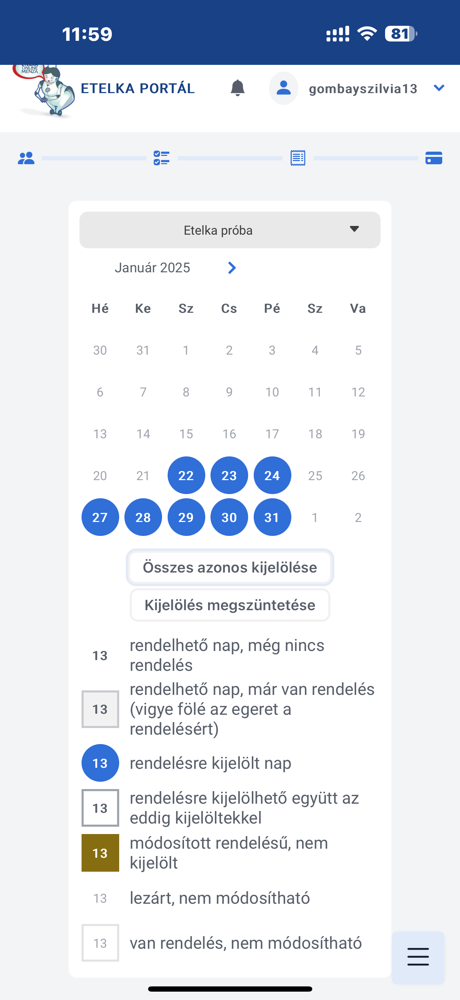 11:59
81
ETELKA
ONLINE
MENZA
@
ETELKA PORTÁL
gombayszilvia13
Etelka próba
Január 2025
Hé Ke Sz Cs Pé Sz Va
30 31 1 2 3 4 5
6 7 8 9 10 11 12
13 14 15 16 17 18 19
20 21 22 23 24 25 26
27 28 29 30 31 1 2
Összes azonos kijelölése
Kijelölés megszüntetése
13 rendelhető nap, még nincs
rendelés
rendelhető nap, már van rendelés
13 (vigye fölé az egeret a
rendelésért)
13 rendelésre kijelölt nap
13 rendelésre kijelölhető együtt az
eddig kijelöltekkel
13 módosított rendelésű, nem
kijelölt
13 lezárt, nem módosítható
13 van rendelés, nem módosítható